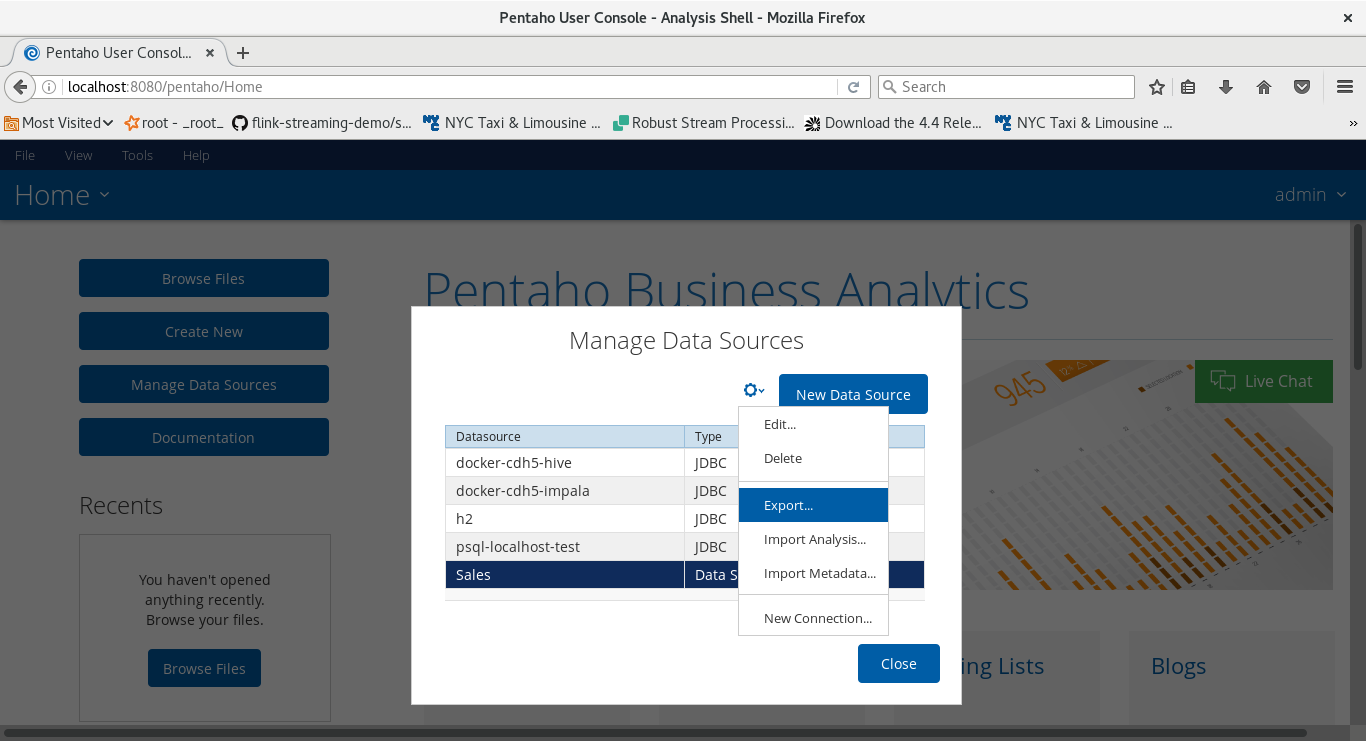 Pentaho User Console - Analysis Shell - Mozilla Firefox
Pentaho User Consol...
localhost:8080/pentaho/Home
Search
Most Visited
root - _root_
flink-streaming-demo/s...
NYC Taxi & Limousine ...
Robust Stream Processi...
Download the 4.4 Rele...
NYC Taxi & Limousine ...
File View Tools Help
Home
admin
Browse Files
Create New
Manage Data Sources
Documentation
Recents
You haven't opened
anything recently.
Browse your files.
Browse Files
Pentaho Business Analytics
945
Live Chat
Manage Data Sources
New Data Source
Datasource Type
docker-cdh5-hive JDBC
docker-cdh5-impala JDBC
h2 JDBC
psql-localhost-test JDBC
Sales Data S
Edit...
Delete
Export...
Import Analysis...
Import Metadata...
New Connection...
Close
ing Lists
Blogs